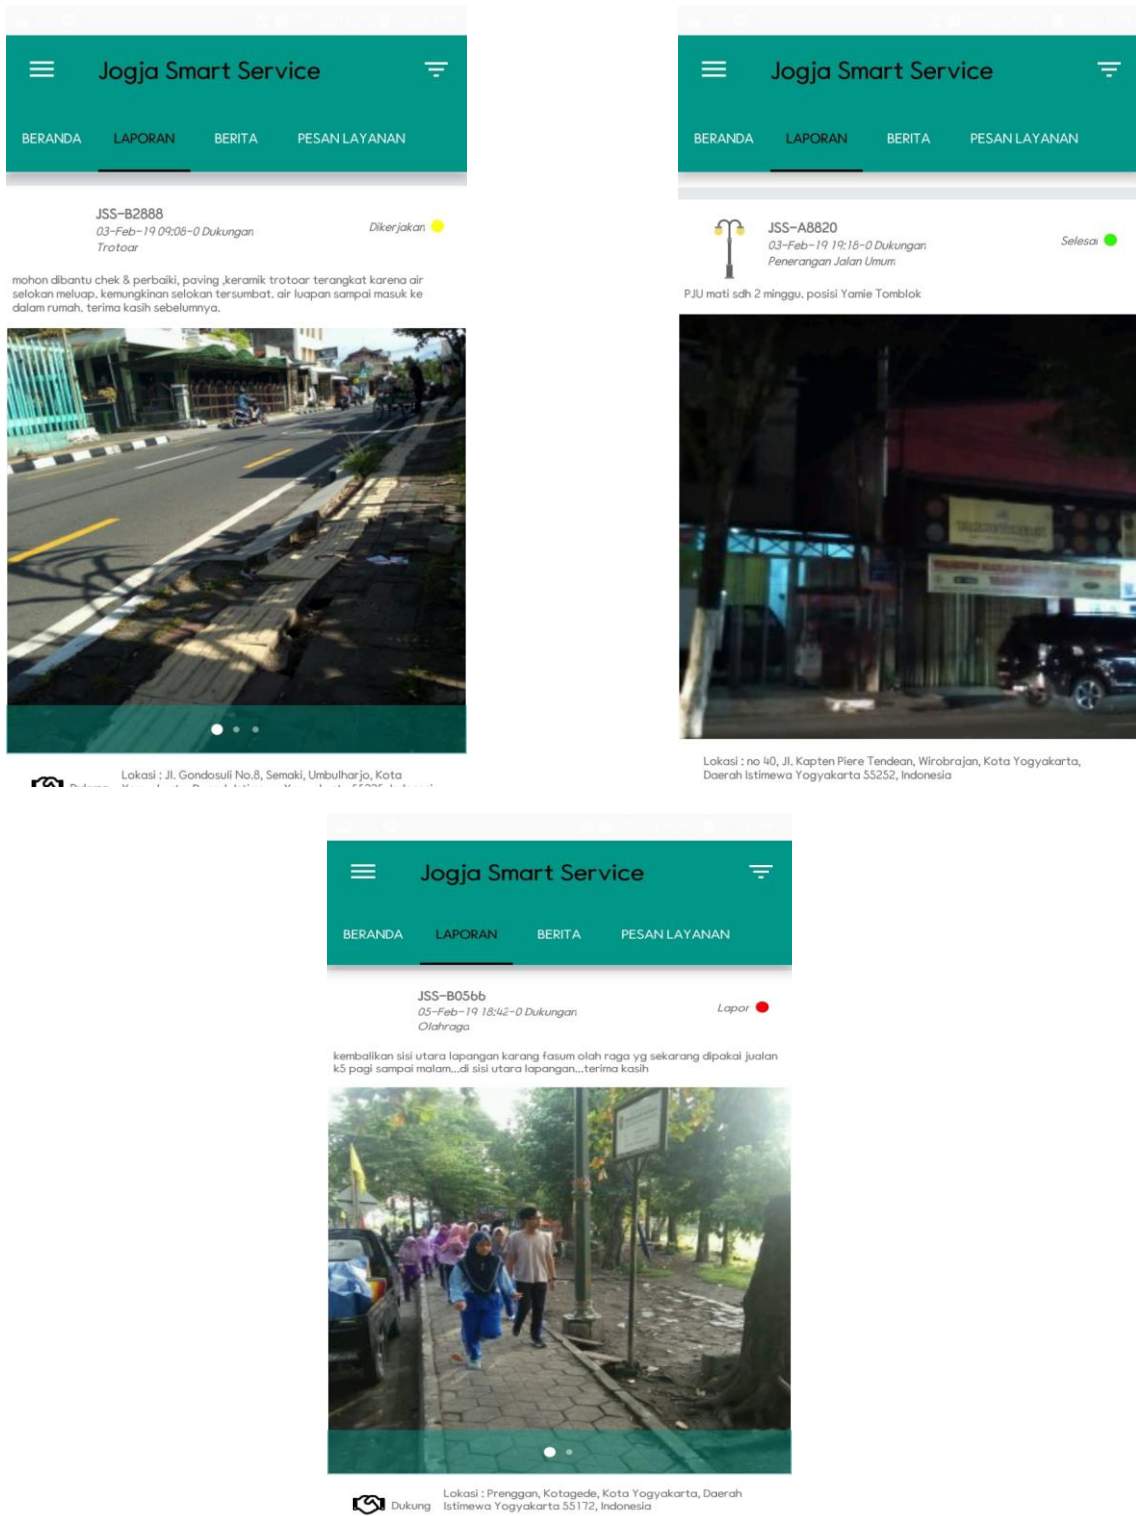 Jogja Smart Service
BERANDA LAPORAN BERITA PESAN LAYANAN
JSS-B2888
03-Feb-19 09:08-0 Dukungan
Dikerjakan
Trotoar
mohon dibantu chek & perbaiki, paving ,keramik trotoar terangkat karena air
selokan meluap. kemungkinan selokan tersumbat. air luapan sampai masuk ke
dalam rumah. terima kasih sebelumnya.
Lokasi : Jl. Gondosuli No.8, Semaki, Umbulharjo, Kota
Jogja Smart Service
BERANDA LAPORAN BERITA PESAN LAYANAN
JSS-A8820
03-Feb-19 19:18-0 Dukungan
Selesai
Penerangan Jalan Umum
PJU mati sdh 2 minggu. posisi Yamie Tomblok
Lokasi : no 40, Jl. Kapten Piere Tendean, Wirobrajan, Kota Yogyakarta,
Daerah Istimewa Yogyakarta 55252, Indonesia
Jogja Smart Service
BERANDA LAPORAN BERITA PESAN LAYANAN
JSS-B0566
05-Feb-19 18:42-0 Dukungan
Lapor
Olahraga
kembalikan sisi utara lapangan karang fasum olah raga yg sekarang dipakai jualan
k5 pagi sampai malam...di sisi utara lapangan...terima kasih
Dukung
Lokasi : Prenggan, Kotagede, Kota Yogyakarta, Daerah
Istimewa Yogyakarta 55172, Indonesia